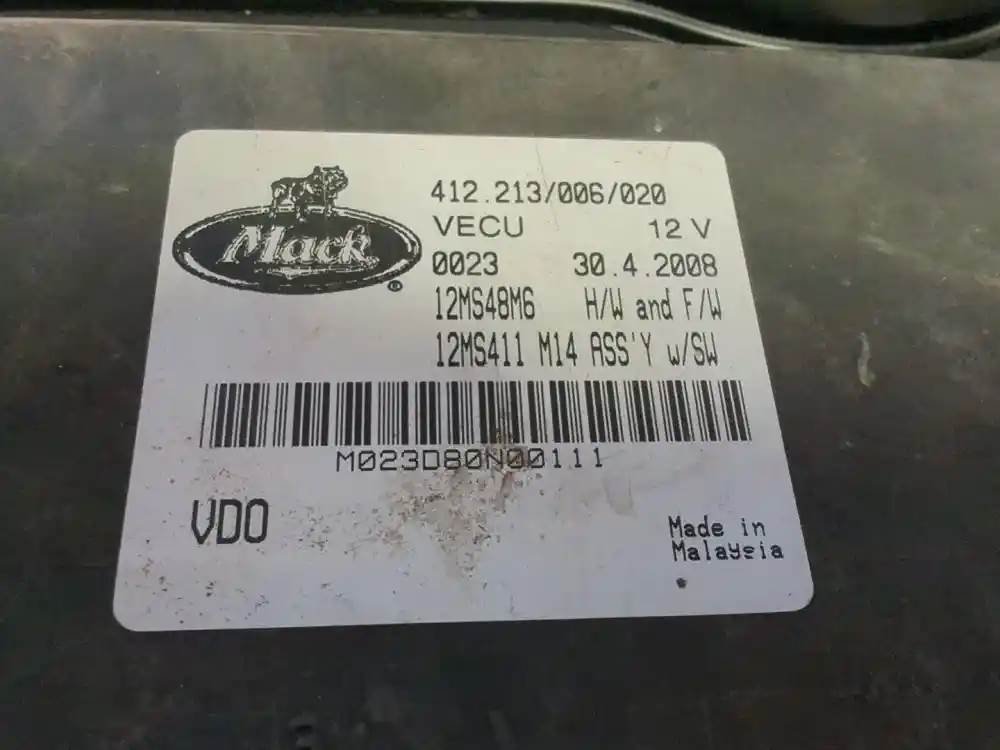 Mack
®
412.213/006/020
VECU 12 V
0023 30.4.2008
12MS48M6 H/W and F/W
12MS411 M14 ASS'Y w/SW
M023D80N00111
VDO
Made in
Malaysia